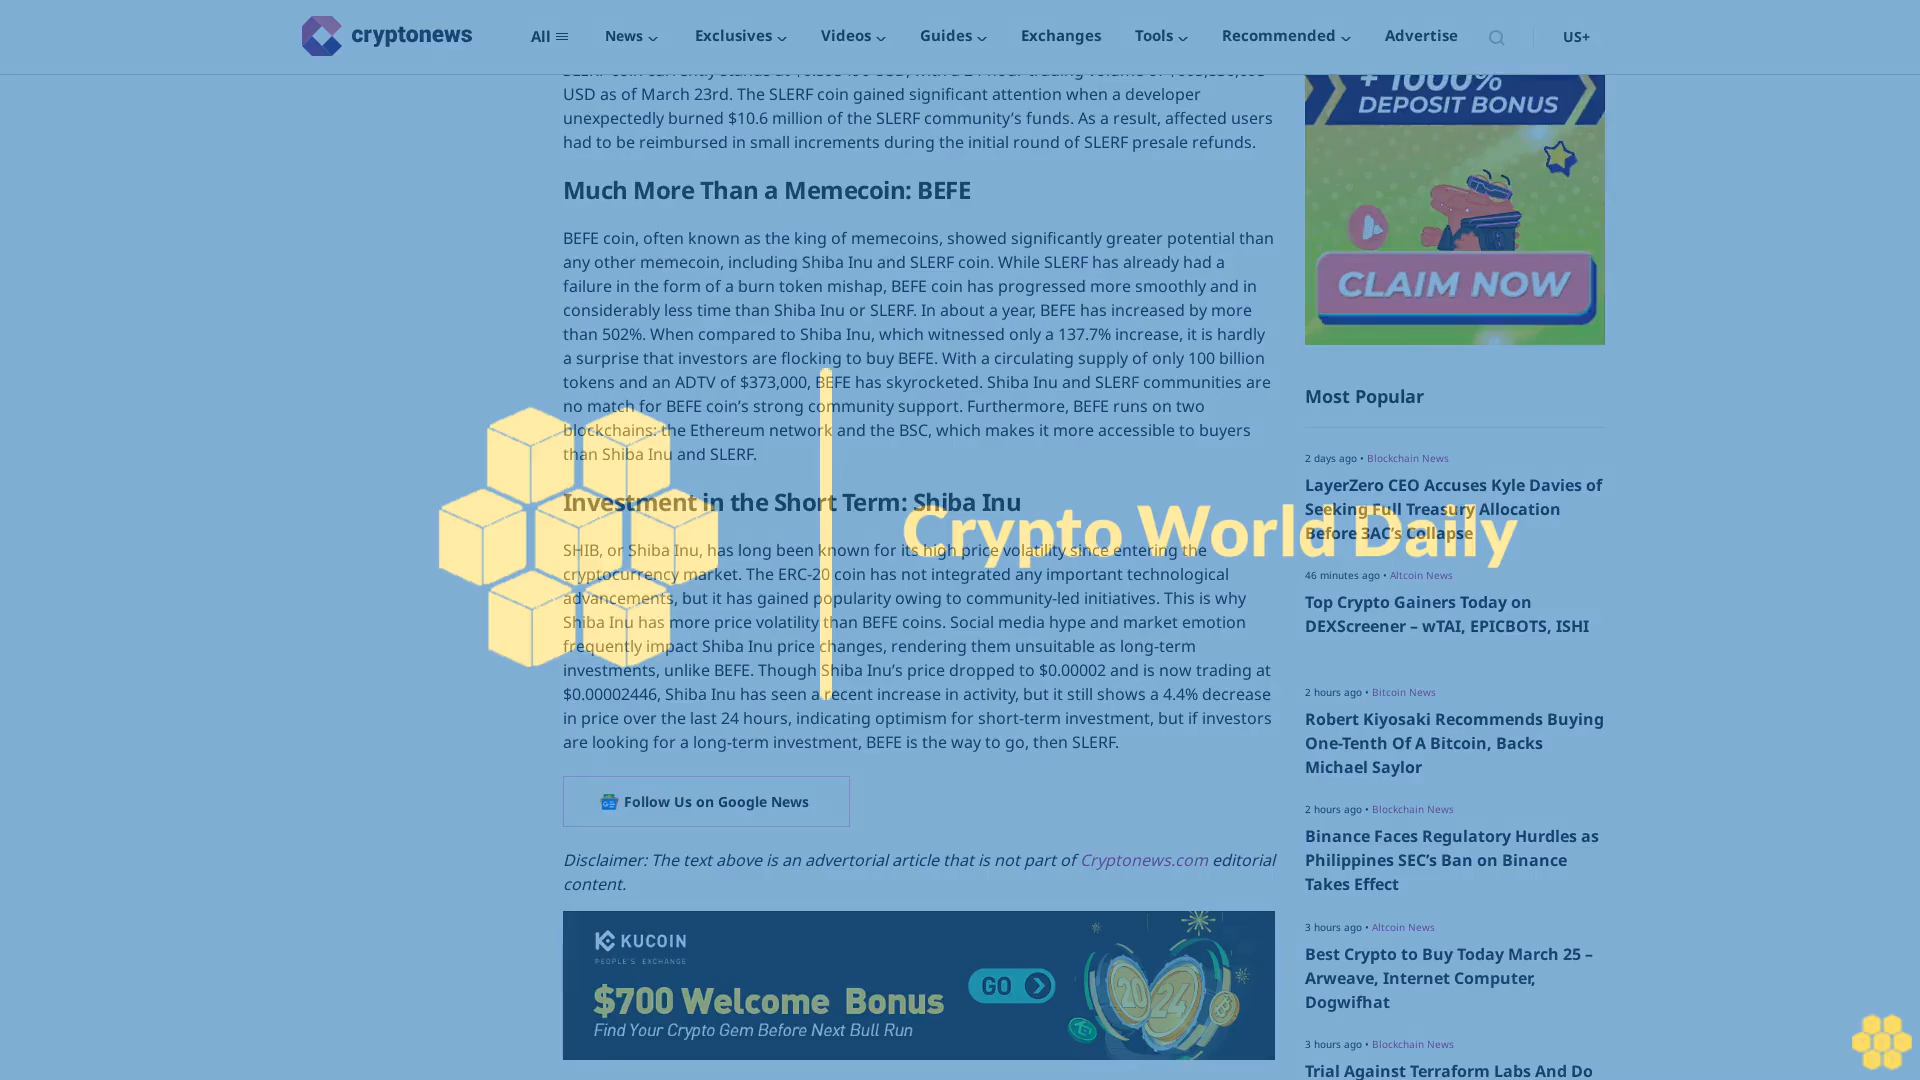 cryptonews
All
News
Exclusives
Videos
Guides
Exchanges
Tools
Recommended
Advertise
US+
USD as of March 23rd. The SLERF coin gained significant attention when a developer
unexpectedly burned $10.6 million of the SLERF community’s funds. As a result, affected users
had to be reimbursed in small increments during the initial round of SLERF presale refunds.
Much More Than a Memecoin: BEFE
BEFE coin, often known as the king of memecoins, showed significantly greater potential than
any other memecoin, including Shiba Inu and SLERF coin. While SLERF has already had a
failure in the form of a burn token mishap, BEFE coin has progressed more smoothly and in
considerably less time than Shiba Inu or SLERF. In about a year, BEFE has increased by more
than 502%. When compared to Shiba Inu, which witnessed only a 137.7% increase, it is hardly
a surprise that investors are flocking to buy BEFE. With a circulating supply of only 100 billion
tokens and an ADTV of $373,000, BEFE has skyrocketed. Shiba Inu and SLERF communities are
no match for BEFE coin’s strong community support. Furthermore, BEFE runs on two
blockchains: the Ethereum network and the BSC, which makes it more accessible to buyers
than Shiba Inu and SLERF.
Investment in the Short Term: Shiba Inu
SHIB, or Shiba Inu, has long been known for its high price volatility since entering the
cryptocurrency market. The ERC-20 coin has not integrated any important technological
advancements, but it has gained popularity owing to community-led initiatives. This is why
Shiba Inu has more price volatility than BEFE coins. Social media hype and market emotion
frequently impact Shiba Inu price changes, rendering them unsuitable as long-term
investments, unlike BEFE. Though Shiba Inu’s price dropped to $0.00002 and is now trading at
$0.00002446, Shiba Inu has seen a recent increase in activity, but it still shows a 4.4% decrease
in price over the last 24 hours, indicating optimism for short-term investment, but if investors
are looking for a long-term investment, BEFE is the way to go, then SLERF.
Follow Us on Google News
Disclaimer: The text above is an advertorial article that is not part of Cryptonews.com editorial
content.
KUCOIN
PEOPLE'S EXCHANGE
$700 Welcome Bonus
Find Your Crypto Gem Before Next Bull Run
GO
20
24
Crypto World Daily
+ 1000%
DEPOSIT BONUS
CLAIM NOW
Most Popular
2 days ago • Blockchain News
LayerZero CEO Accuses Kyle Davies of
Seeking Full Treasury Allocation
Before 3AC’s Collapse
46 minutes ago • Altcoin News
Top Crypto Gainers Today on
DEXScreener – wTAI, EPICBOTS, ISHI
2 hours ago • Bitcoin News
Robert Kiyosaki Recommends Buying
One-Tenth Of A Bitcoin, Backs
Michael Saylor
2 hours ago • Blockchain News
Binance Faces Regulatory Hurdles as
Philippines SEC’s Ban on Binance
Takes Effect
3 hours ago • Altcoin News
Best Crypto to Buy Today March 25 –
Arweave, Internet Computer,
Dogwifhat
3 hours ago • Blockchain News
Trial Against Terraform Labs And Do